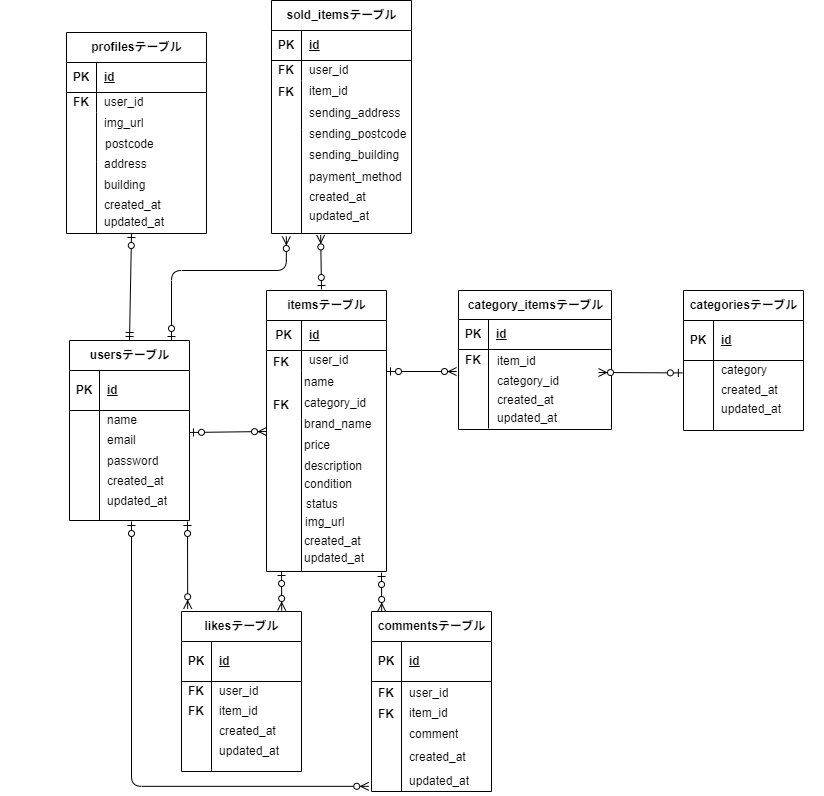 sold_itemsテーブル
PK id
FK user_id
FK item_id
sending_address
sending_postcode
sending_building
payment_method
created_at
updated_at
profilesテーブル
PK id
FK user_id
img_url
postcode
address
building
created_at
updated_at
itemsテーブル
PK id
FK user_id
name
FK category_id
brand_name
price
description
condition
status
img_url
created_at
updated_at
category_itemsテーブル
PK id
FK item_id
category_id
created_at
updated_at
categoriesテーブル
PK id
category
created_at
updated_at
usersテーブル
PK id
name
email
password
created_at
updated_at
likesテーブル
PK id
FK user_id
FK item_id
created_at
updated_at
commentsテーブル
PK id
FK user_id
FK item_id
comment
created_at
updated_at